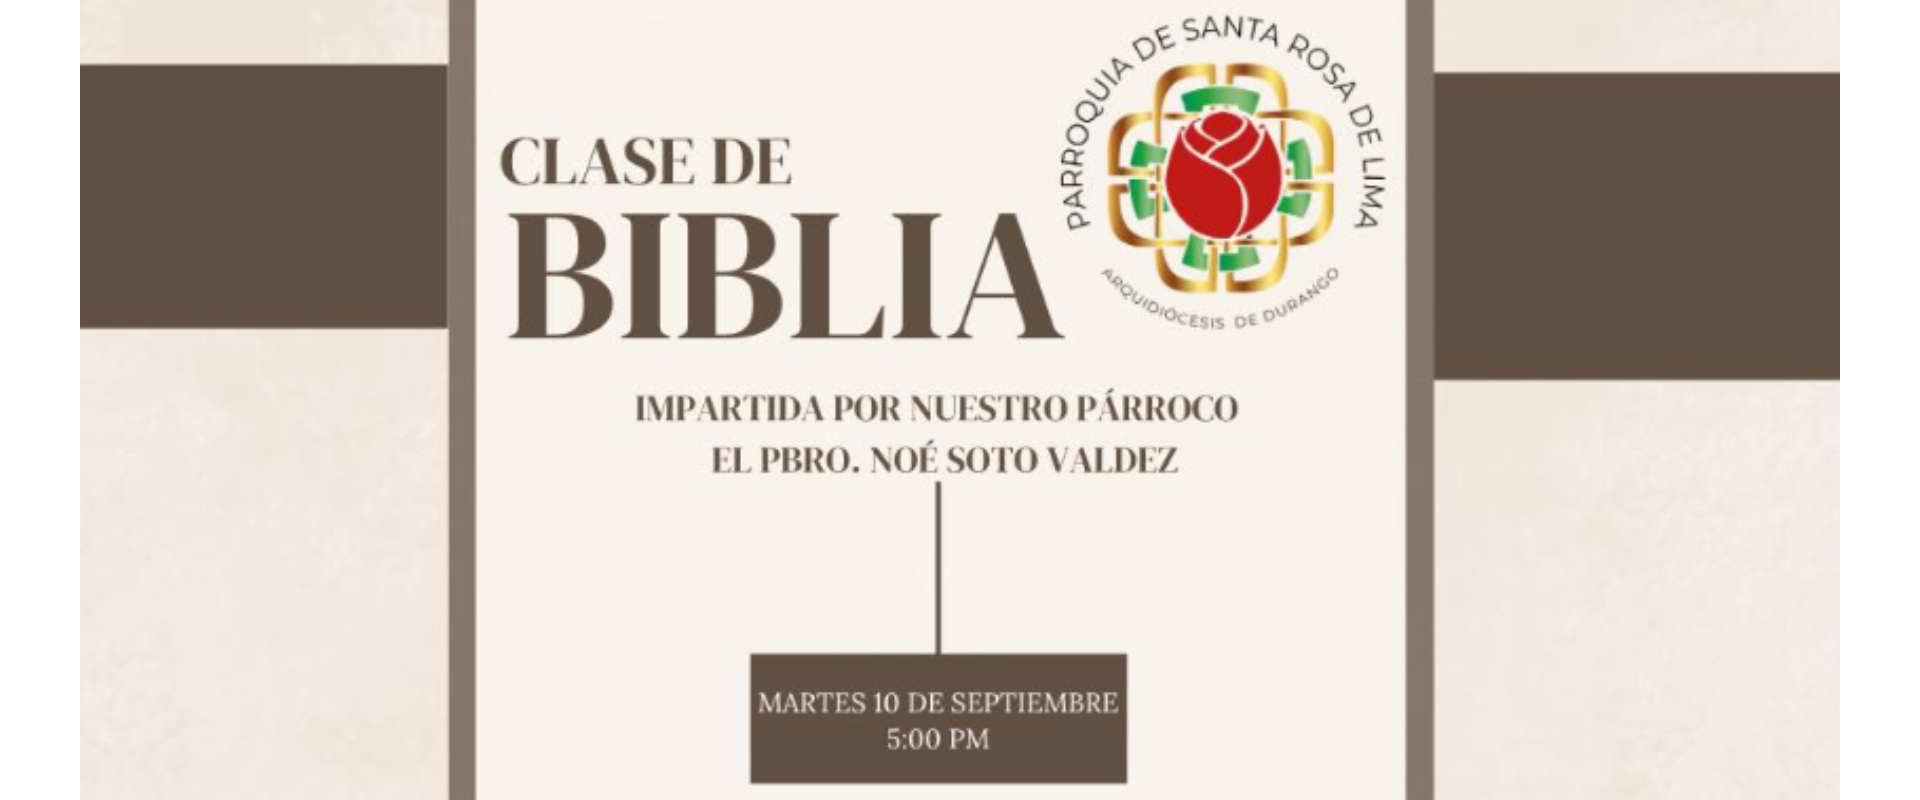 PARROQUIA DE SANTA ROSA DE LIMA
ARQUIDIÓCESIS DE DURANGO
CLASE DE
BIBLIA
IMPARTIDA POR NUESTRO PÁRROCO
EL PBRO. NOÉ SOTO VALDEZ
MARTES 10 DE SEPTIEMBRE
5:00 PM